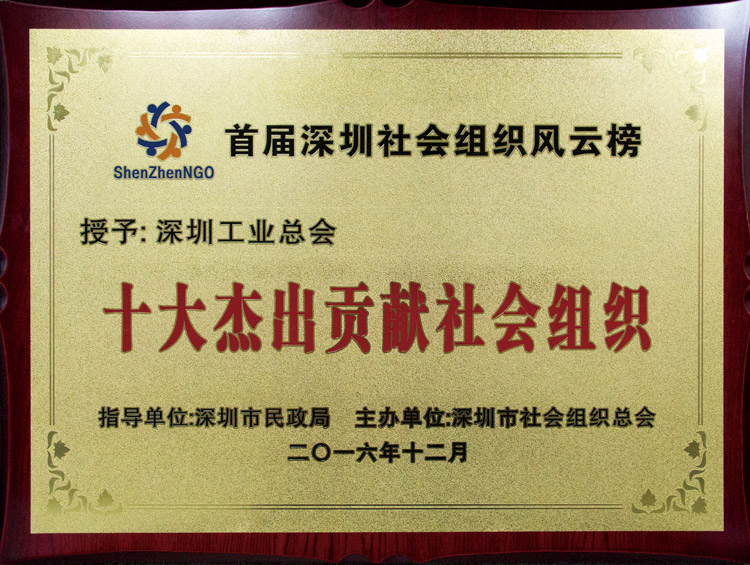 首届深圳社会组织风云榜
ShenZhenNGO
授予: 深圳工业总会
十大杰出贡献社会组织
指导单位:深圳市民政局 主办单位:深圳市社会组织总会
二〇一六年十二月